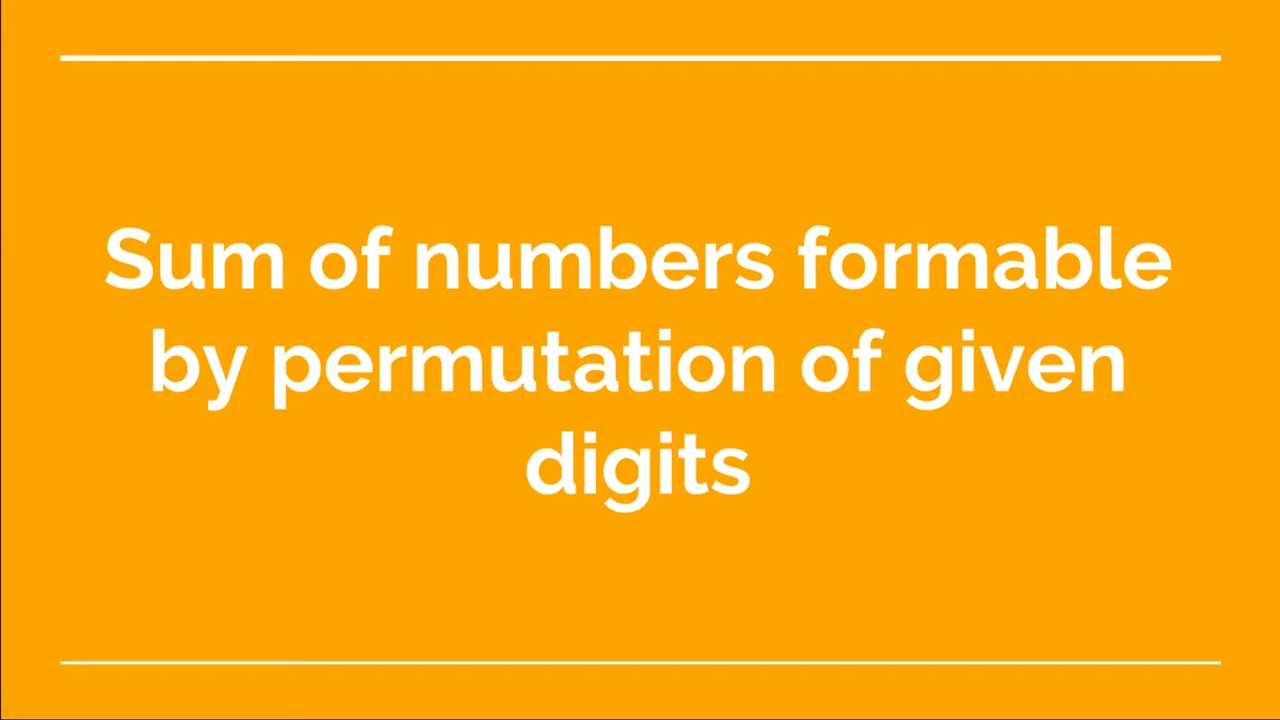 Sum of numbers formable
by permutation of given
digits